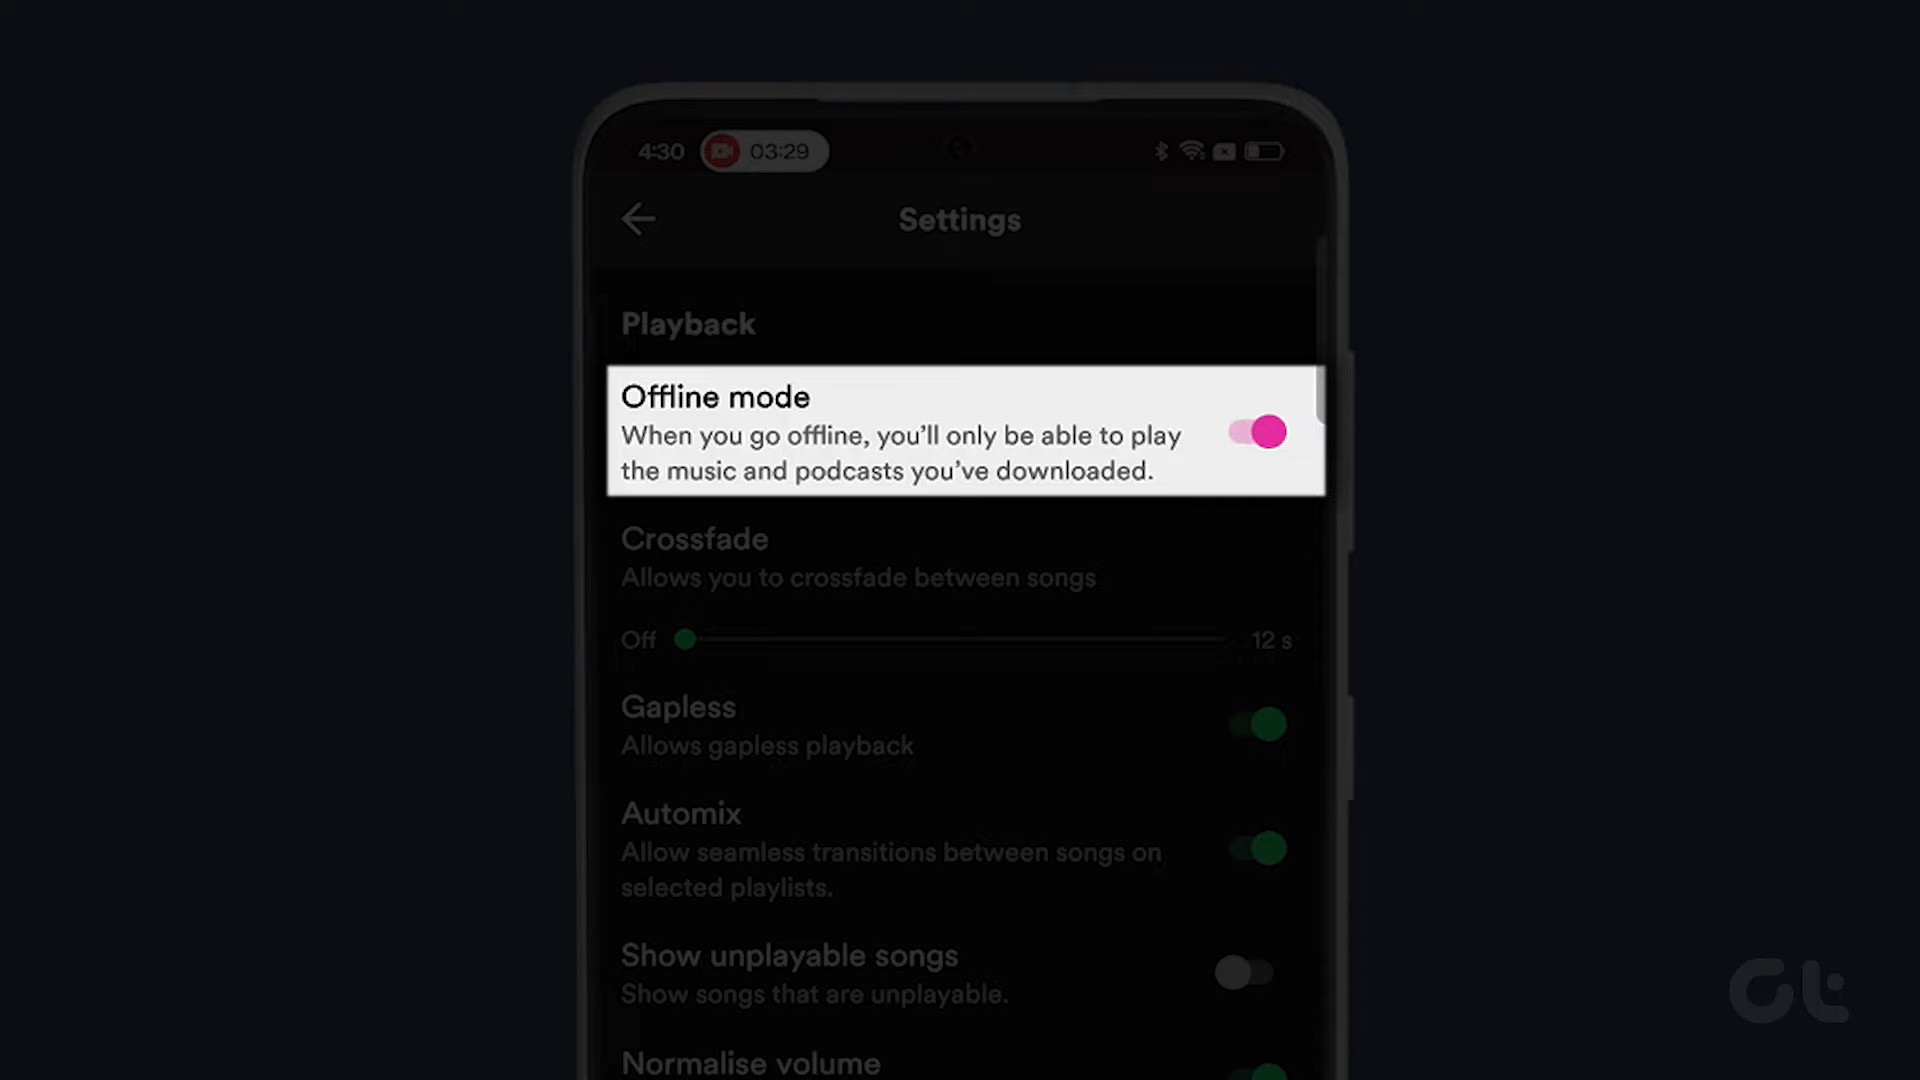 4:30 03:29
Settings
Playback
Offline mode
When you go offline, you'll only be able to play
the music and podcasts you've downloaded.
Crossfade
Allows you to crossfade between songs
Off 12 s
Gapless
Allows gapless playback
Automix
Allow seamless transitions between songs on
selected playlists.
Show unplayable songs
Show songs that are unplayable.
Normalise volume
Gt